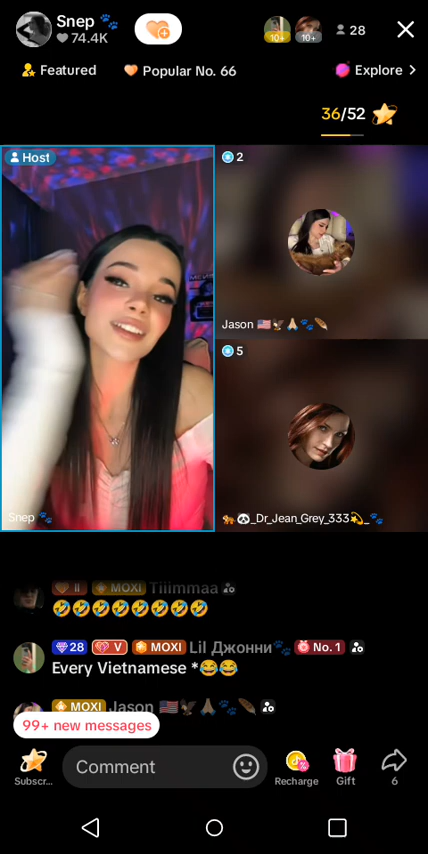 Snep 🐾
74.4K
10+
10+
28
Featured
Popular No. 66
Explore >
36/52
Host
2
Jason 🇺🇸🦅🙏🏻🐾🪶
5
🐅🐼_Dr_Jean_Grey_333💫_🐾
Snep 🐾
II MOXI Tiiimmaa
🤣🤣🤣🤣🤣🤣🤣🤣
28 V MOXI Lil Джонни🐾 No. 1
Every Vietnamese *😂😂
MOXI Jason 🇺🇸🦅🙏🏻🐾🪶
99+ new messages
Comment
Subscr...
Recharge
Gift
6